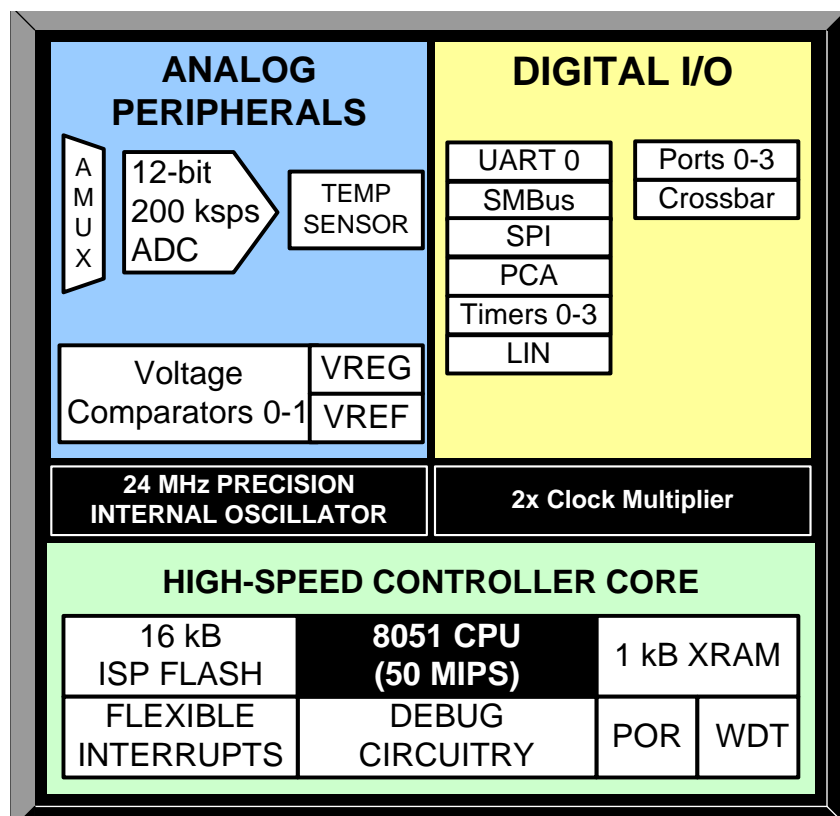 ANALOG
PERIPHERALS
A
M
U
X
12-bit
200 ksps
ADC
TEMP
SENSOR
Voltage
Comparators 0-1
VREG
VREF
DIGITAL I/O
UART 0
SMBus
SPI
PCA
Timers 0-3
LIN
Ports 0-3
Crossbar
24 MHz PRECISION
INTERNAL OSCILLATOR
2x Clock Multiplier
HIGH-SPEED CONTROLLER CORE
16 kB
ISP FLASH
8051 CPU
(50 MIPS)
1 kB XRAM
FLEXIBLE
INTERRUPTS
DEBUG
CIRCUITRY
POR
WDT